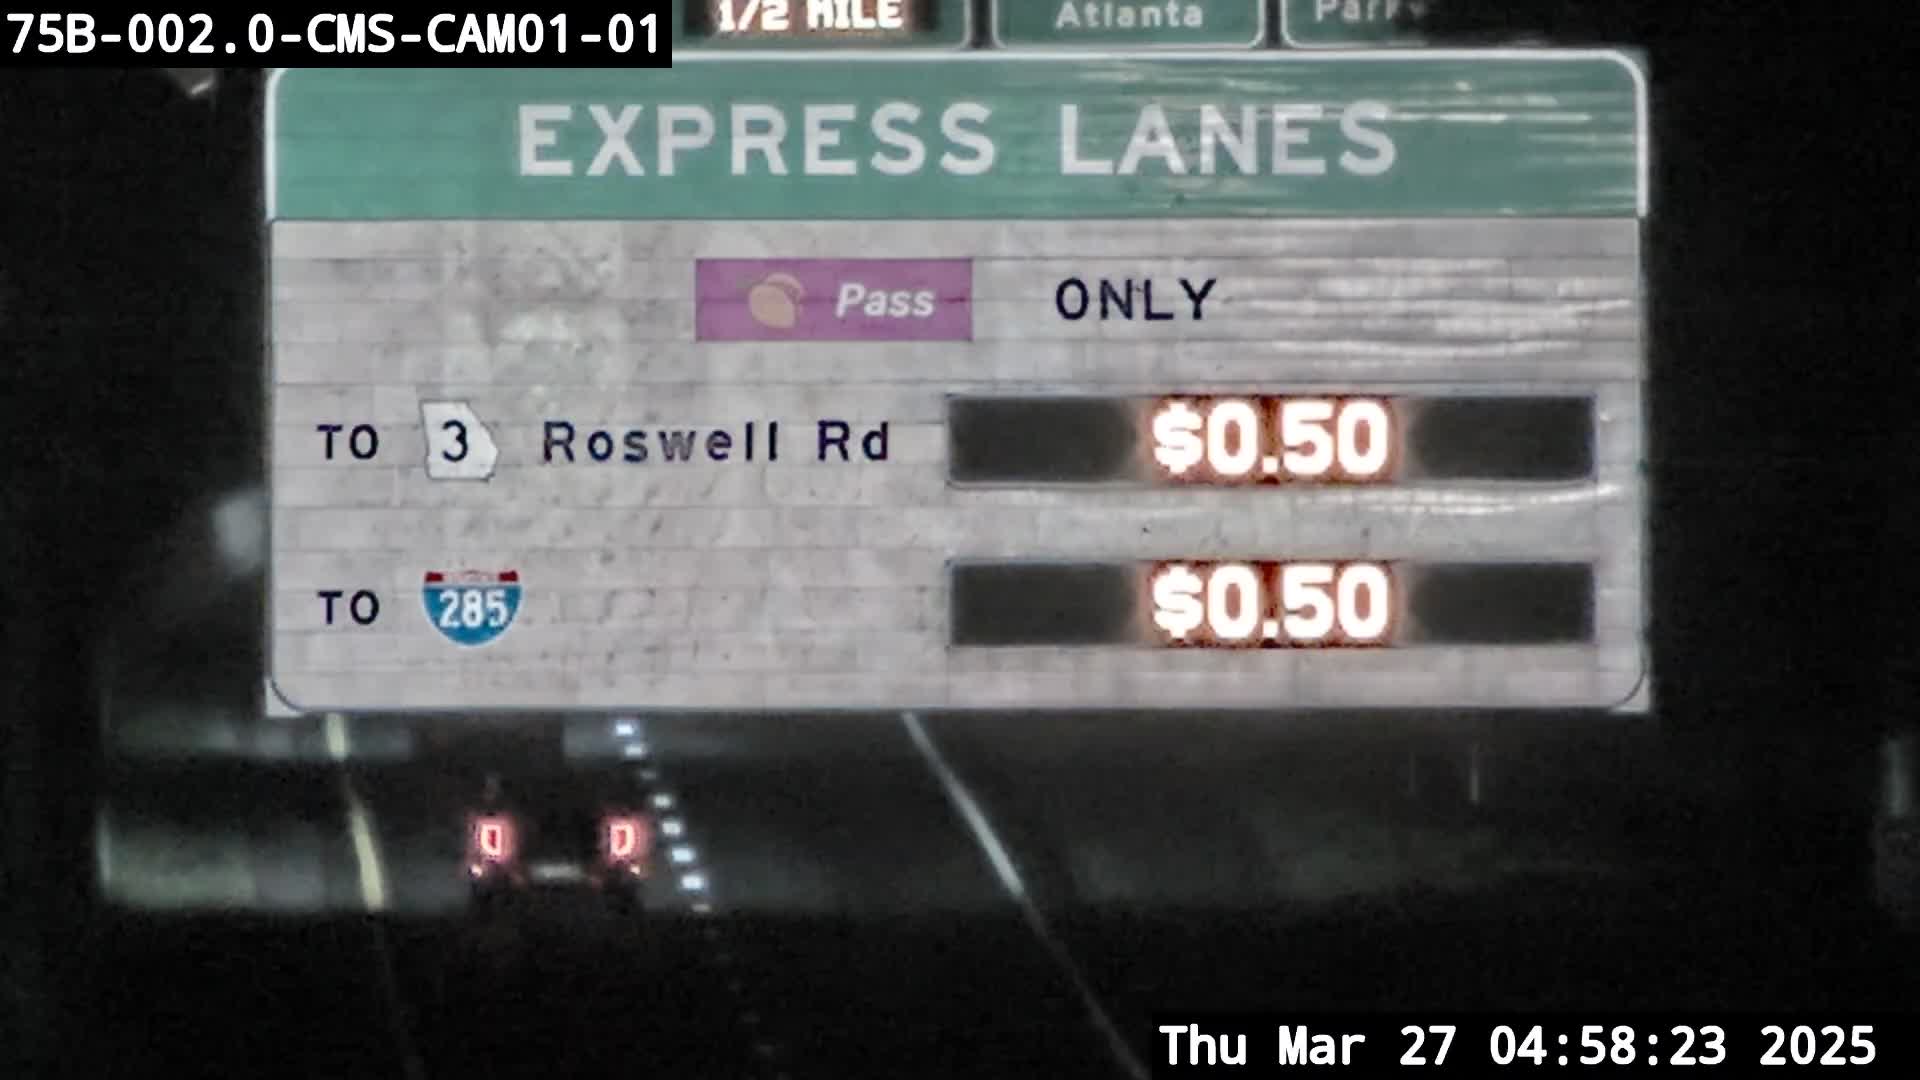 75B-002.0-CMS-CAM01-01
1/2 MILE
Atlanta
EXPRESS LANES
Pass ONLY
TO 3 Roswell Rd $0.50
TO 285 $0.50
Thu Mar 27 04:58:23 2025